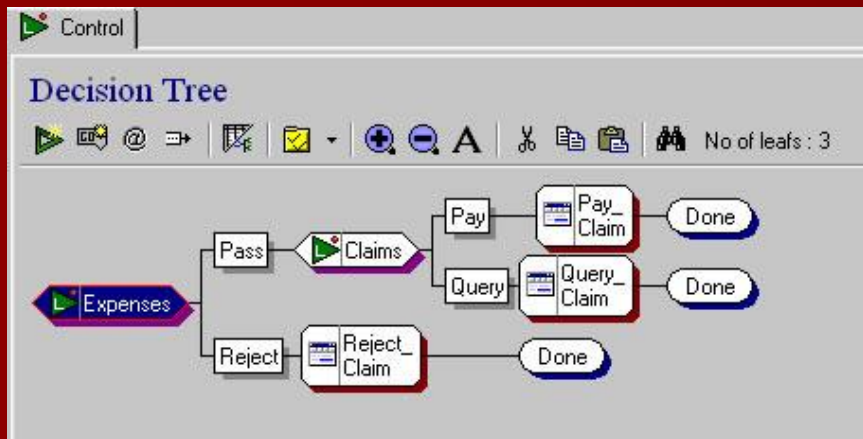 Control
Decision Tree
@
A
No of leafs : 3
Expenses
Pass
Claims
Pay
Pay_
Claim
Done
Query
Query_
Claim
Done
Reject
Reject_
Claim
Done